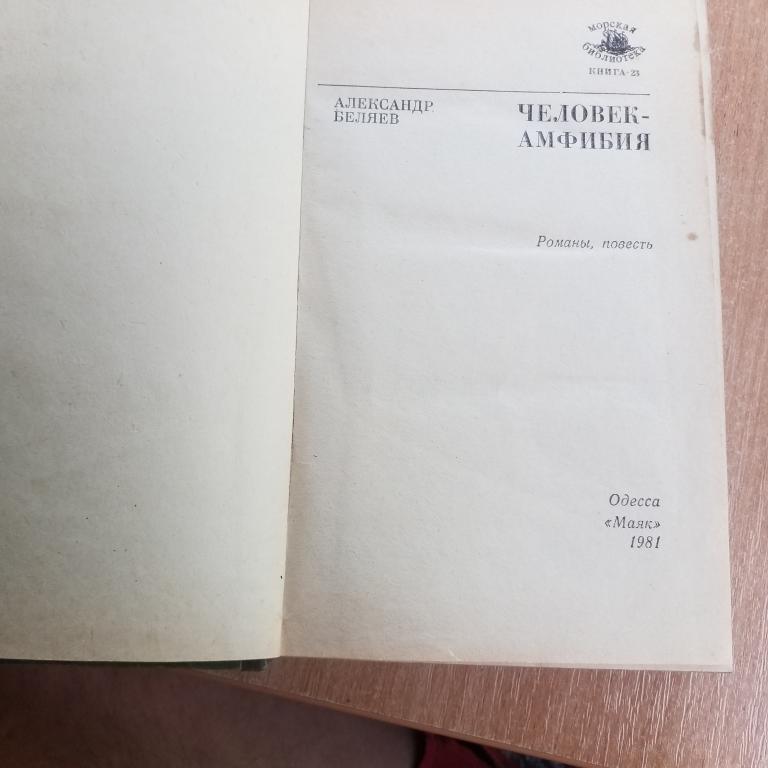 морская
библиотека
КНИГА-23
АЛЕКСАНДР
БЕЛЯЕВ
ЧЕЛОВЕК-
АМФИБИЯ
Романы, повесть
Одесса
«Маяк»
1981